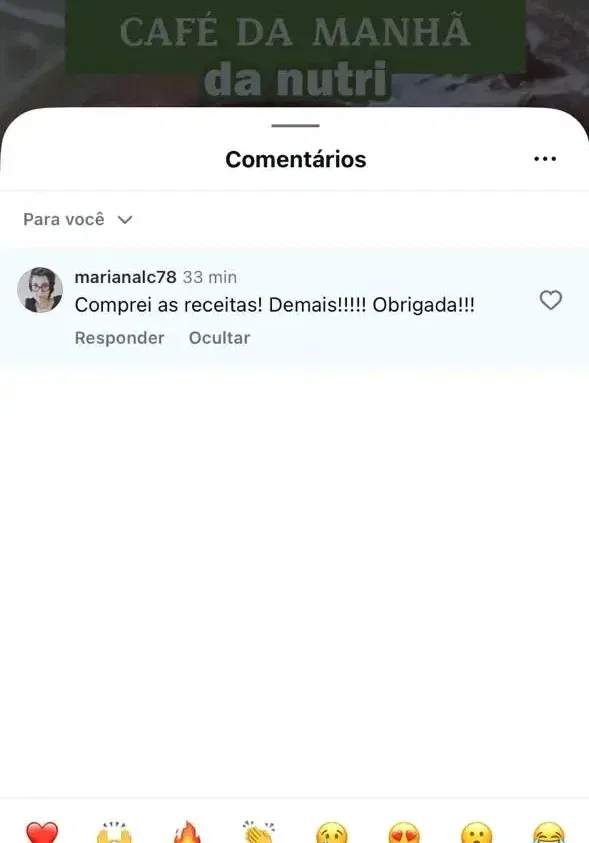 CAFÉ DA MANHÃ
da nutri
Comentários
Para você
marianalc78 33 min
Comprei as receitas! Demais!!!!! Obrigada!!!
Responder Ocultar